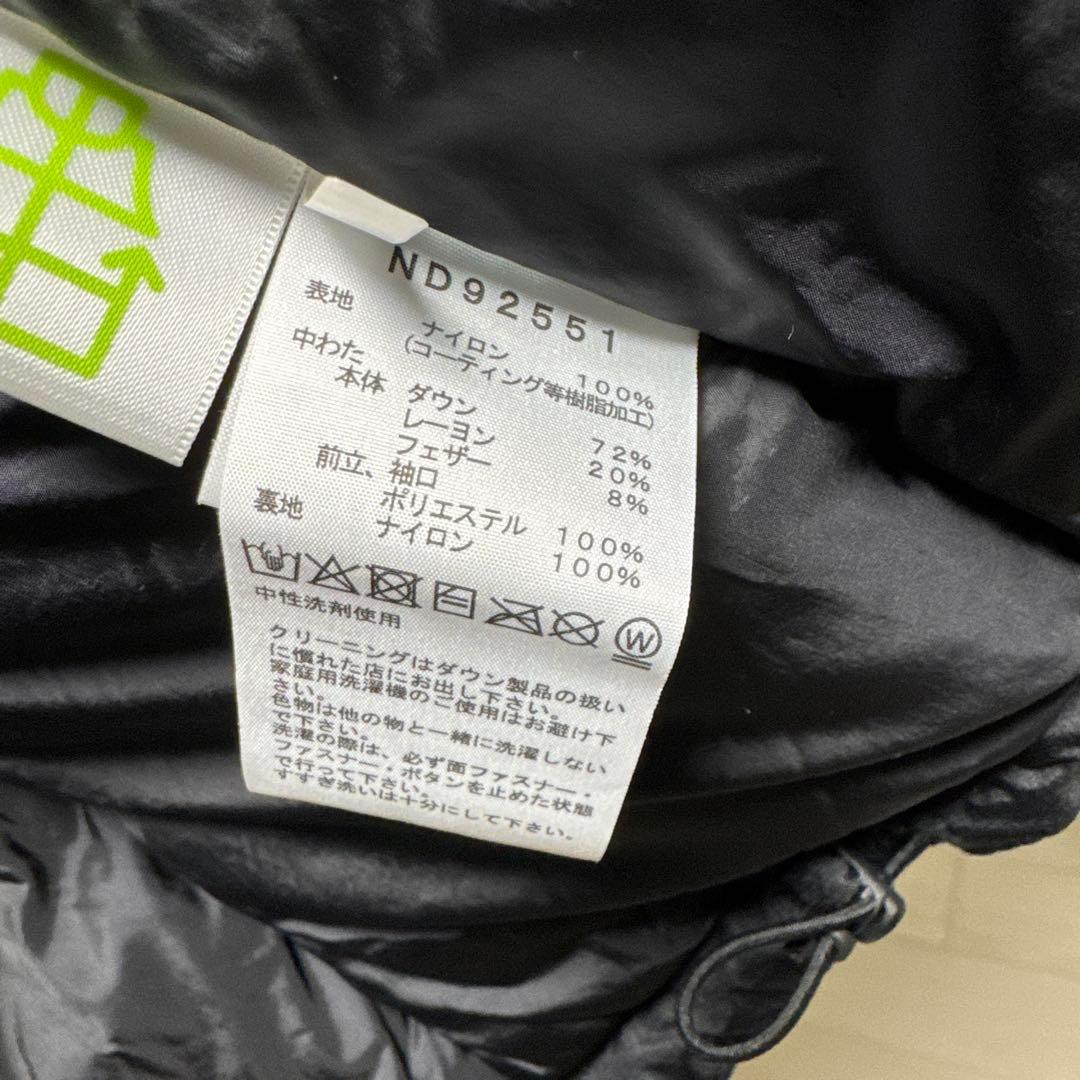 ND92551
表地 ナイロン 100%
(コーティング等樹脂加工)
中わた
本体 ダウン 72%
レーヨン 20%
フェザー 8%
前立、袖口
ポリエステル 100%
裏地 ナイロン 100%
W
中性洗剤使用
クリーニングはダウン製品の扱い
に慣れた店にお出し下さい。
家庭用洗濯機のご使用はお避け下
さい。
色物は他の物と一緒に洗濯しない
で下さい。
洗濯の際は、必ず面ファスナー・
ファスナー、ボタンを止めた状態
で行って下さい。
すすぎ洗いは十分にして下さい。